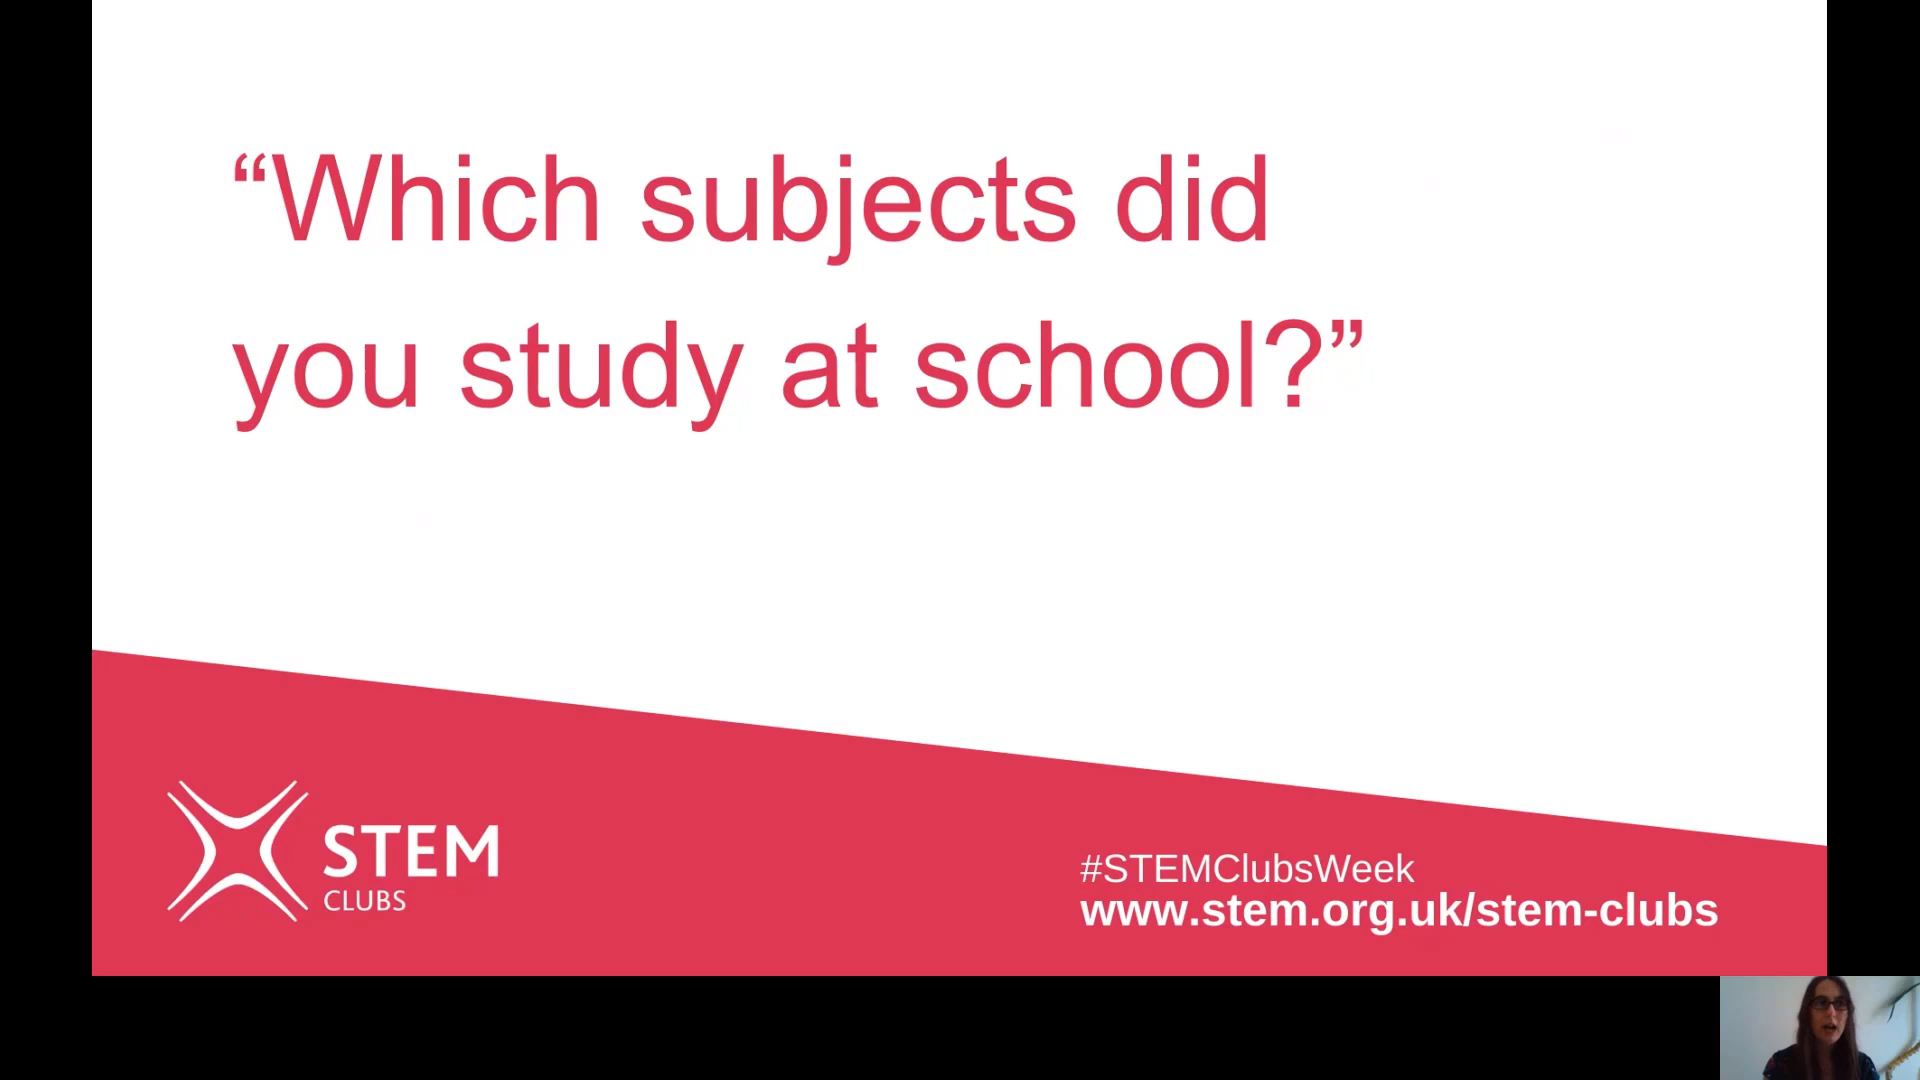 “Which subjects did
you study at school?”
STEM
CLUBS
#STEMClubsWeek
www.stem.org.uk/stem-clubs